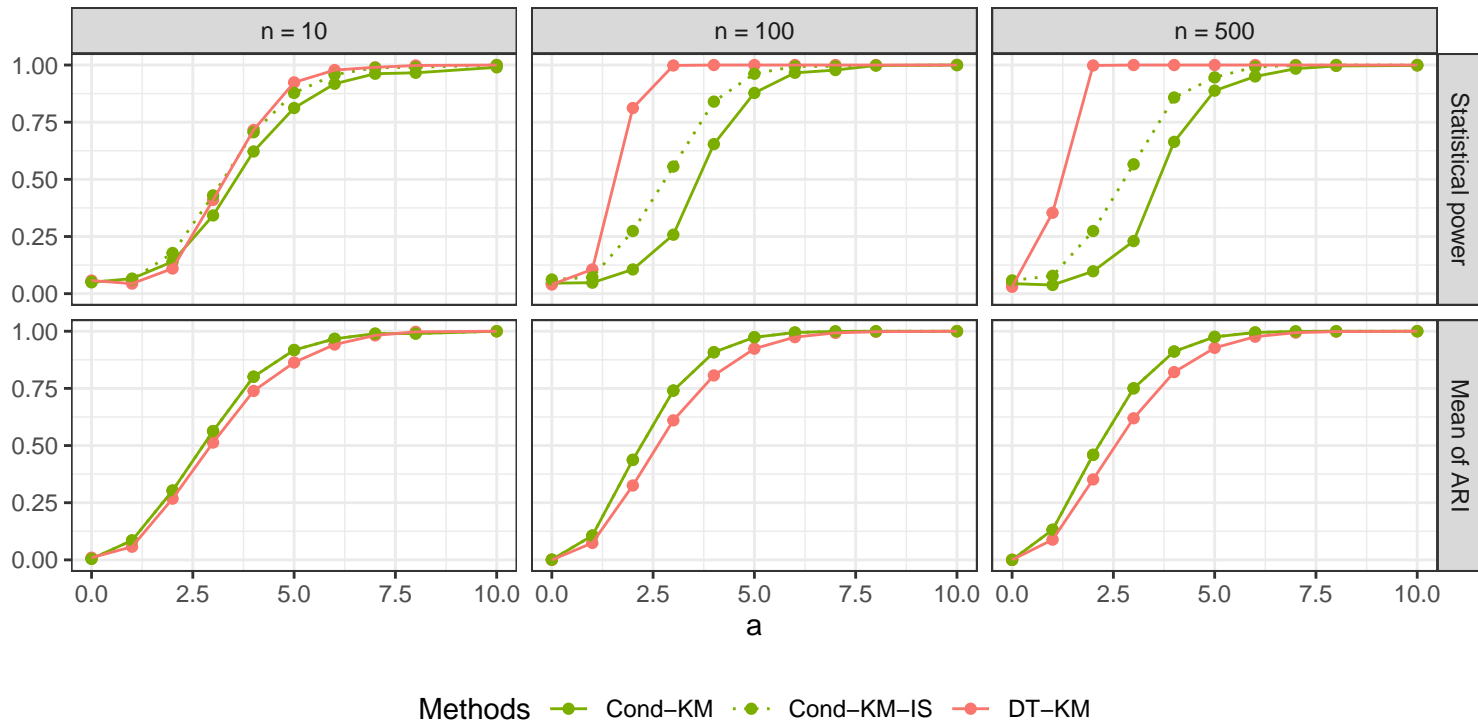 n = 10
n = 100
n = 500
1.00
0.75
0.50
0.25
0.00
Statistical power
1.00
0.75
0.50
0.25
0.00
Mean of ARI
0.0 2.5 5.0 7.5 10.0
0.0 2.5 5.0 7.5 10.0
0.0 2.5 5.0 7.5 10.0
a
Methods Cond−KM Cond−KM−IS DT−KM